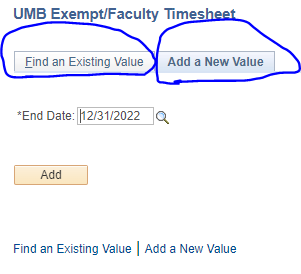 UMB Exempt/Faculty Timesheet
Find an Existing Value Add a New Value
*End Date: 12/31/2022
Add
Find an Existing Value | Add a New Value